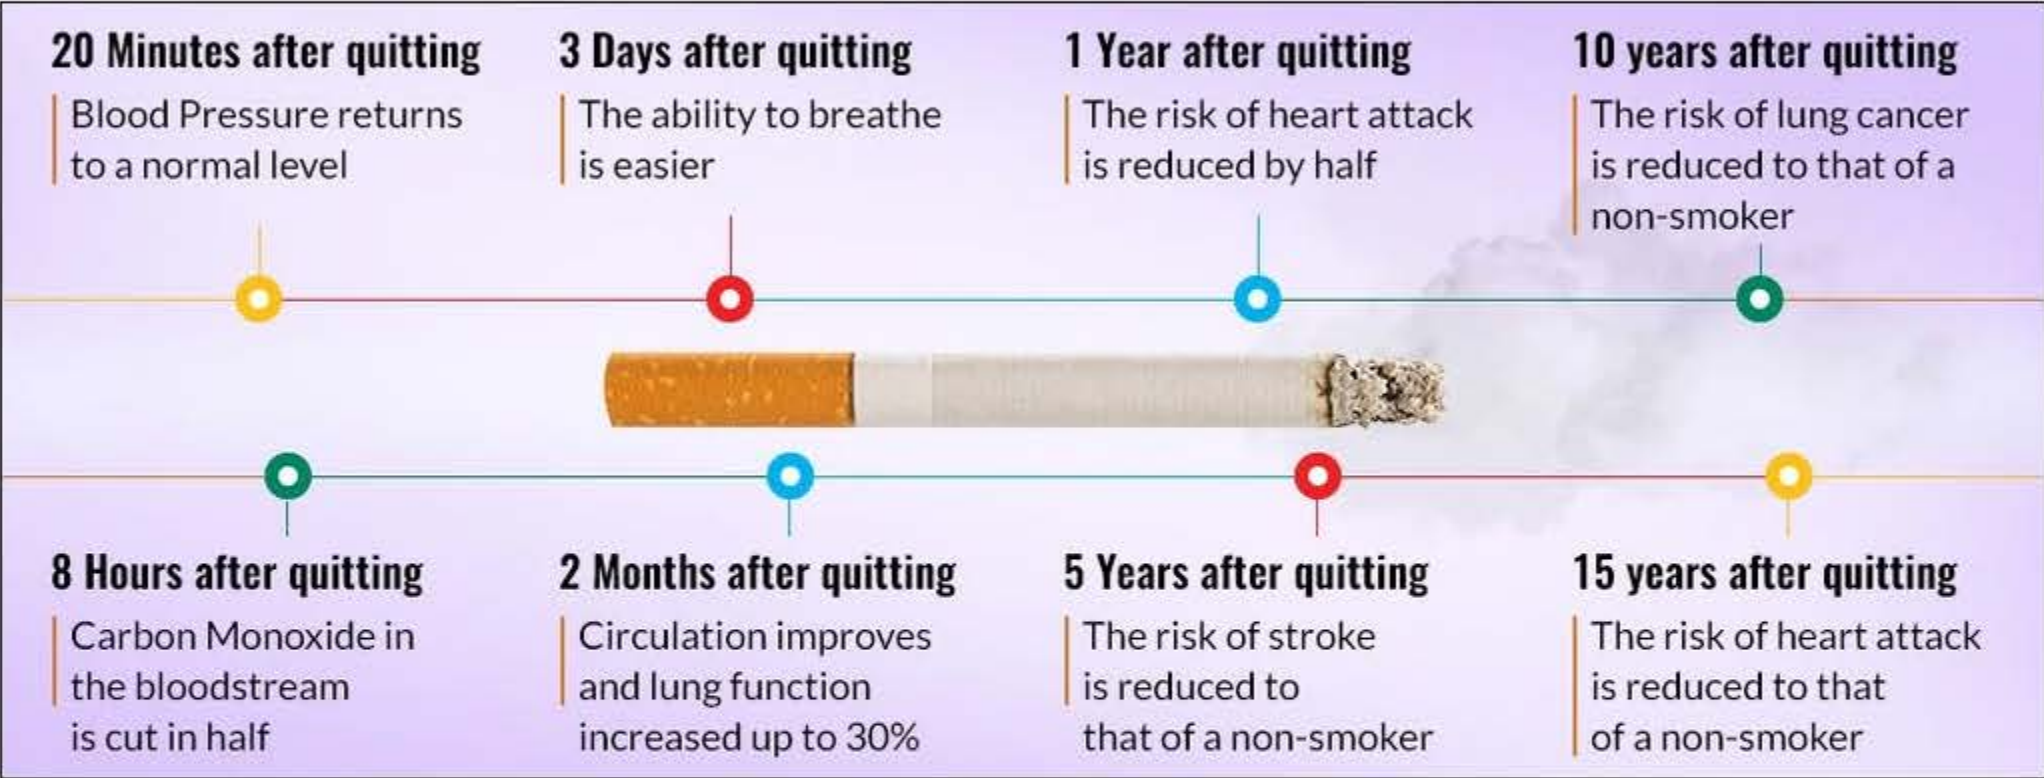 20 Minutes after quitting
Blood Pressure returns
to a normal level
3 Days after quitting
The ability to breathe
is easier
1 Year after quitting
The risk of heart attack
is reduced by half
10 years after quitting
The risk of lung cancer
is reduced to that of a
non-smoker
8 Hours after quitting
Carbon Monoxide in
the bloodstream
is cut in half
2 Months after quitting
Circulation improves
and lung function
increased up to 30%
5 Years after quitting
The risk of stroke
is reduced to
that of a non-smoker
15 years after quitting
The risk of heart attack
is reduced to that
of a non-smoker